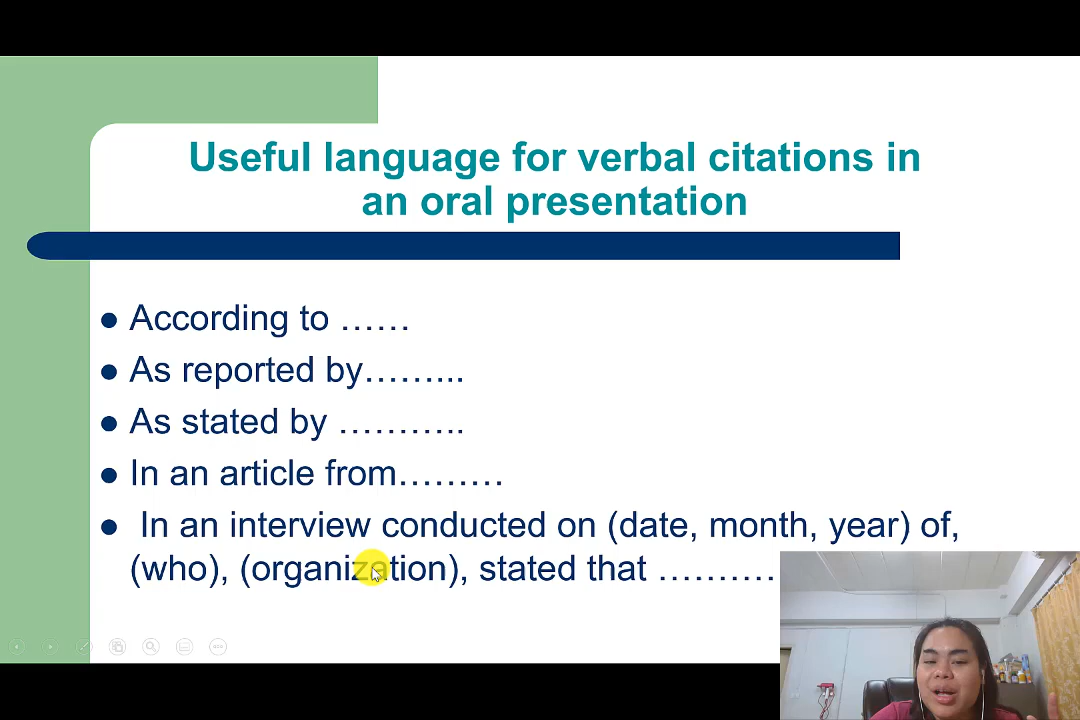 Useful language for verbal citations in
an oral presentation
● According to ……
● As reported by……...
● As stated by ………..
● In an article from………
● In an interview conducted on (date, month, year) of,
(who), (organization), stated that ……….